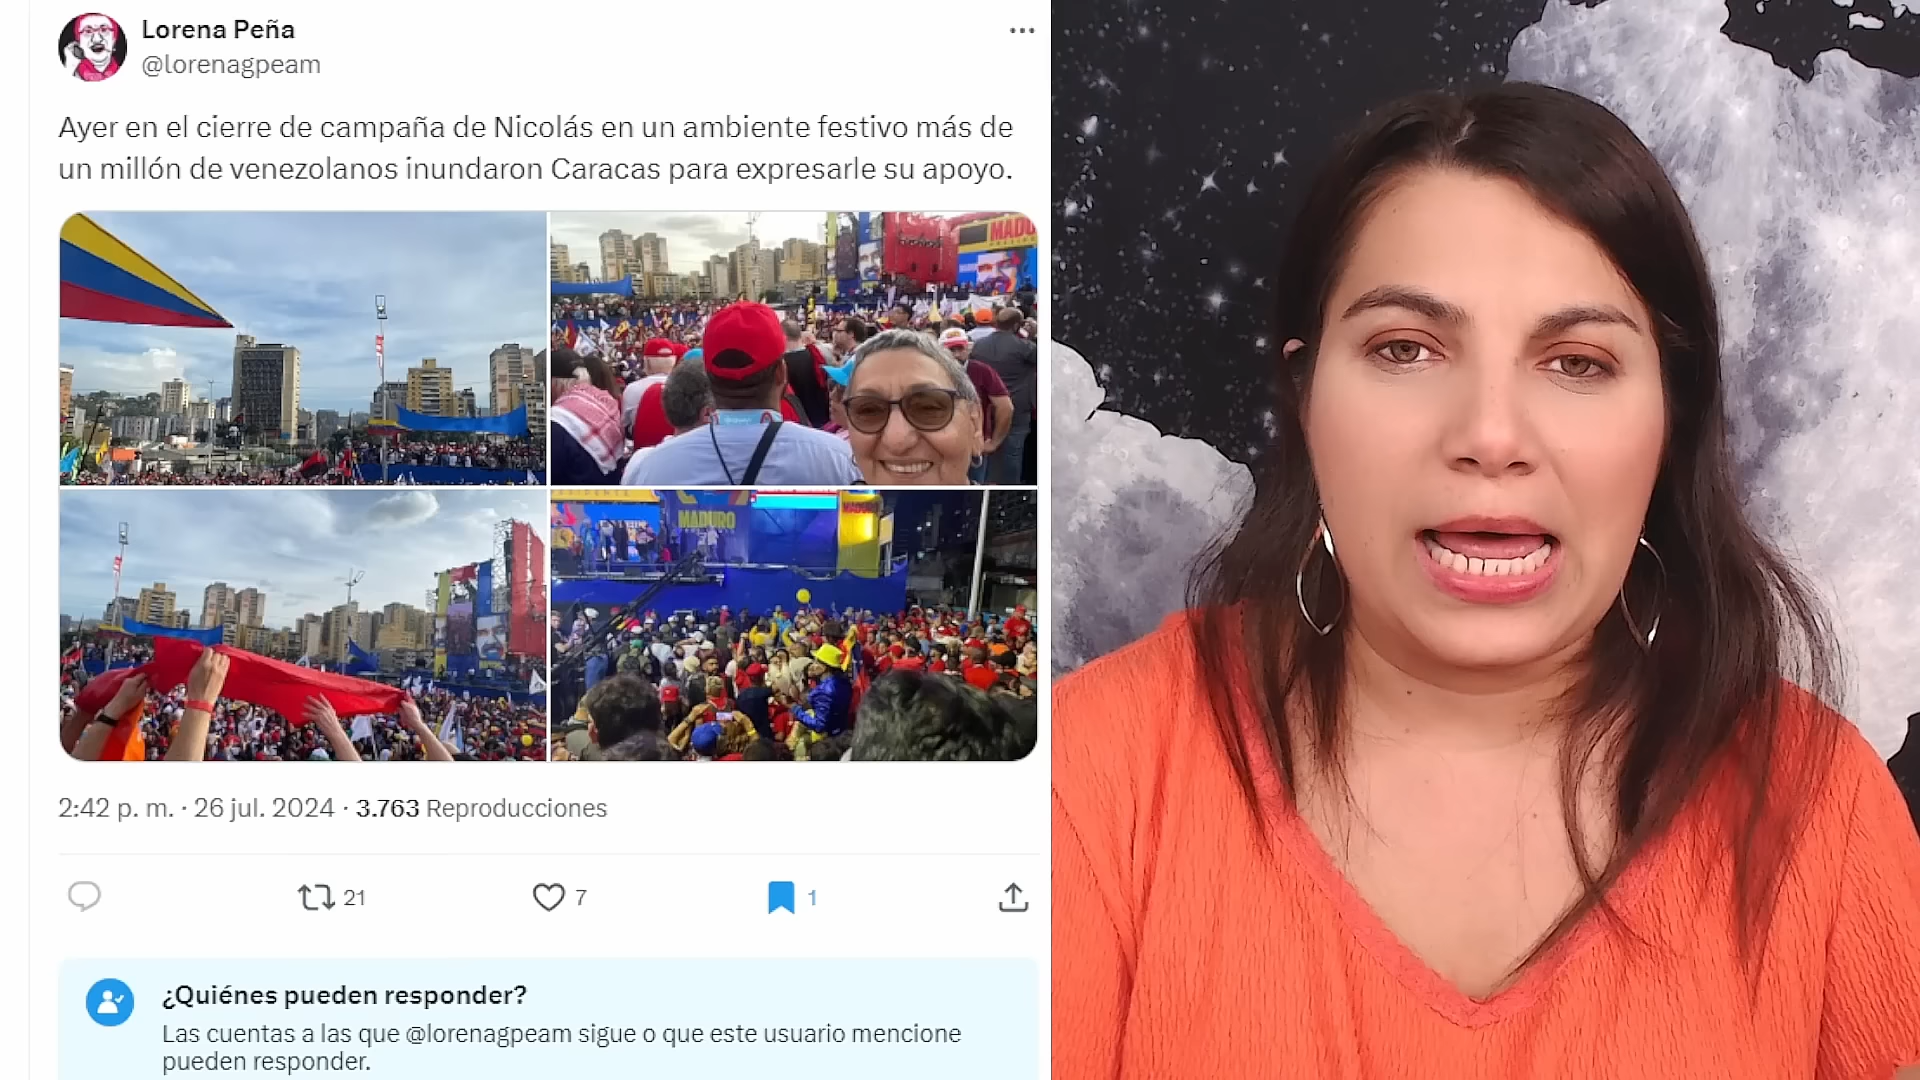 Lorena Peña
@lorenagpeam
Ayer en el cierre de campaña de Nicolás en un ambiente festivo más de
un millón de venezolanos inundaron Caracas para expresarle su apoyo.
MADU
MADURO
2:42 p. m. · 26 jul. 2024 · 3.763 Reproducciones
21
7
1
¿Quiénes pueden responder?
Las cuentas a las que @lorenagpeam sigue o que este usuario mencione
pueden responder.